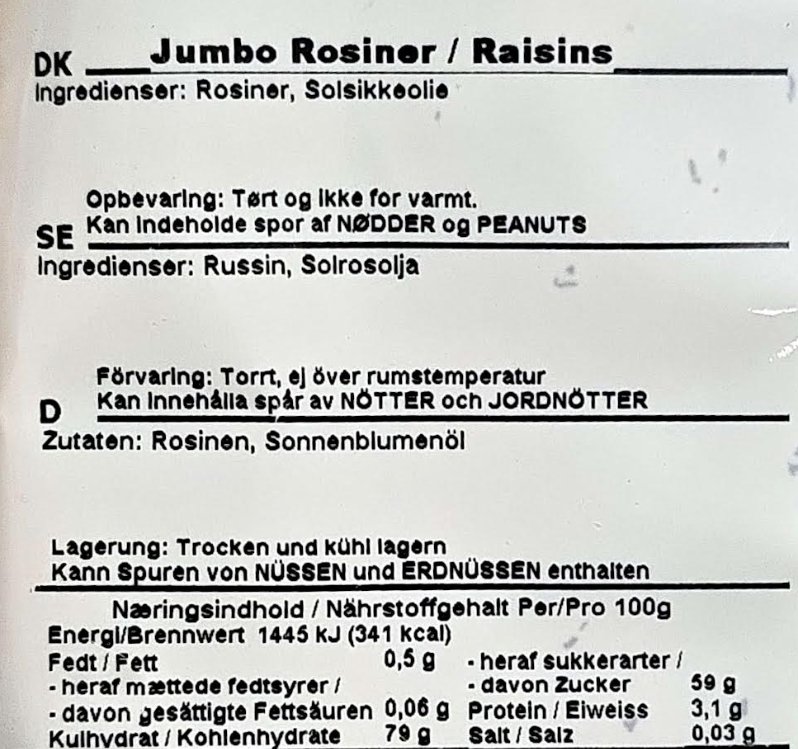 DK Jumbo Rosiner / Raisins
Ingredienser: Rosiner, Solsikkeolie
Opbevaring: Tørt og ikke for varmt.
Kan indeholde spor af NØDDER og PEANUTS
SE
Ingredienser: Russin, Solrosolja
Förvaring: Torrt, ej över rumstemperatur
Kan innehålla spår av NÖTTER och JORDNÖTTER
D
Zutaten: Rosinen, Sonnenblumenöl
Lagerung: Trocken und kühl lagern
Kann Spuren von NÜSSEN und ERDNÜSSEN enthalten
Næringsindhold / Nährstoffgehalt Per/Pro 100g
Energi/Brennwert 1445 kJ (341 kcal)
Fedt / Fett 0,5 g
- heraf mættede fedtsyrer /
- davon gesättigte Fettsäuren 0,06 g
Kulhydrat / Kohlenhydrate 79 g
- heraf sukkerarter /
- davon Zucker 59 g
Protein / Eiweiss 3,1 g
Salt / Salz 0,03 g